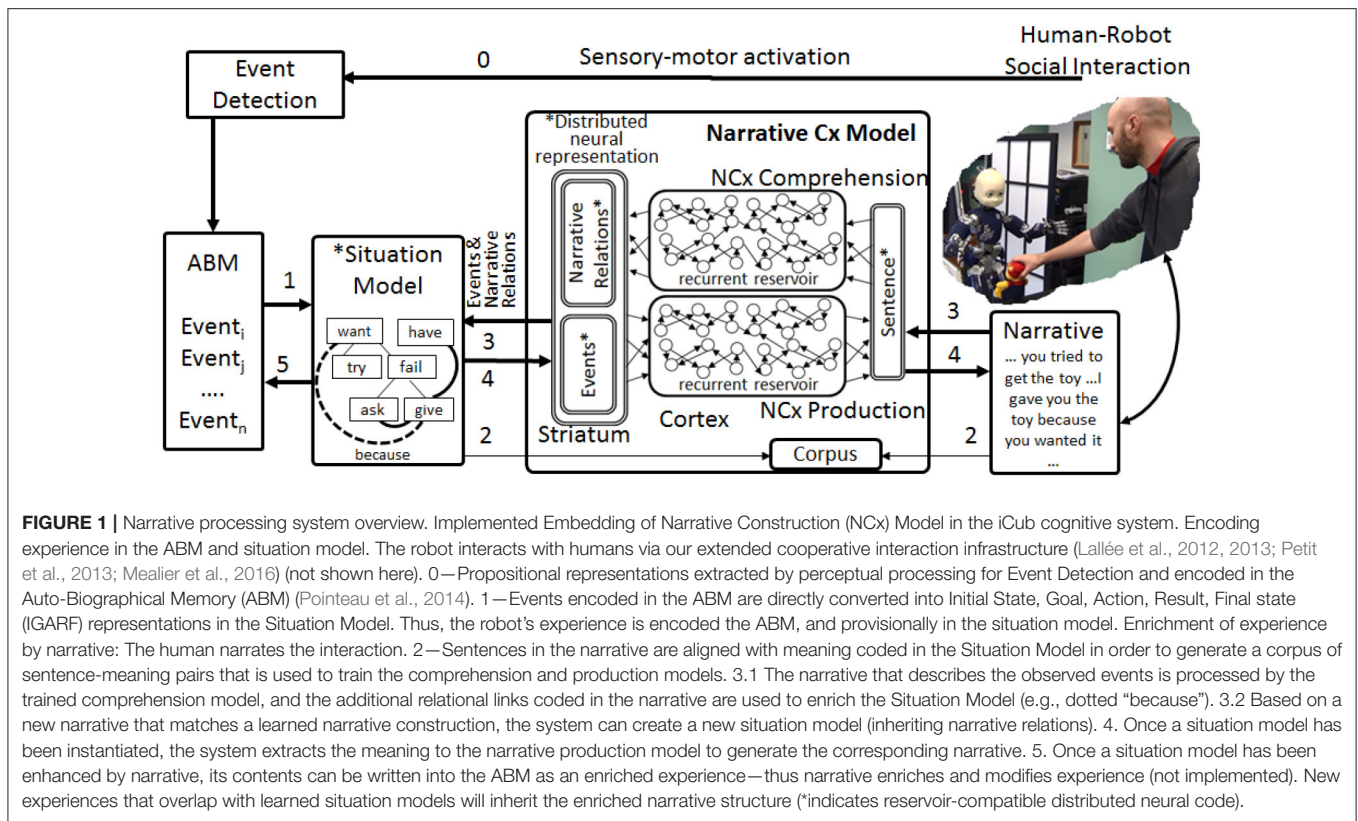 0
Sensory-motor activation
Human-Robot
Social Interaction
Event
Detection
*Distributed
neural
representation
Narrative Cx Model
NCx Comprehension
ABM
Event_i
Event_j
....
Event_n
1
5
*Situation
Model
want
have
try
fail
ask
give
because
Events &
Narrative
Relations
3
4
2
Narrative
Relations*
Events*
Striatum
recurrent reservoir
recurrent reservoir
Cortex
NCx Production
Sentence*
Corpus
3
4
2
Narrative
... you tried to
get the toy ...I
gave you the
toy because
you wanted it
...
FIGURE 1 | Narrative processing system overview. Implemented Embedding of Narrative Construction (NCx) Model in the iCub cognitive system. Encoding
experience in the ABM and situation model. The robot interacts with humans via our extended cooperative interaction infrastructure (Lallée et al., 2012, 2013; Petit
et al., 2013; Mealier et al., 2016) (not shown here). 0—Propositional representations extracted by perceptual processing for Event Detection and encoded in the
Auto-Biographical Memory (ABM) (Pointeau et al., 2014). 1—Events encoded in the ABM are directly converted into Initial State, Goal, Action, Result, Final state
(IGARF) representations in the Situation Model. Thus, the robot's experience is encoded the ABM, and provisionally in the situation model. Enrichment of experience
by narrative: The human narrates the interaction. 2—Sentences in the narrative are aligned with meaning coded in the Situation Model in order to generate a corpus of
sentence-meaning pairs that is used to train the comprehension and production models. 3.1 The narrative that describes the observed events is processed by the
trained comprehension model, and the additional relational links coded in the narrative are used to enrich the Situation Model (e.g., dotted "because"). 3.2 Based on a
new narrative that matches a learned narrative construction, the system can create a new situation model (inheriting narrative relations). 4. Once a situation model has
been instantiated, the system extracts the meaning to the narrative production model to generate the corresponding narrative. 5. Once a situation model has been
enhanced by narrative, its contents can be written into the ABM as an enriched experience—thus narrative enriches and modifies experience (not implemented). New
experiences that overlap with learned situation models will inherit the enriched narrative structure (*indicates reservoir-compatible distributed neural code).